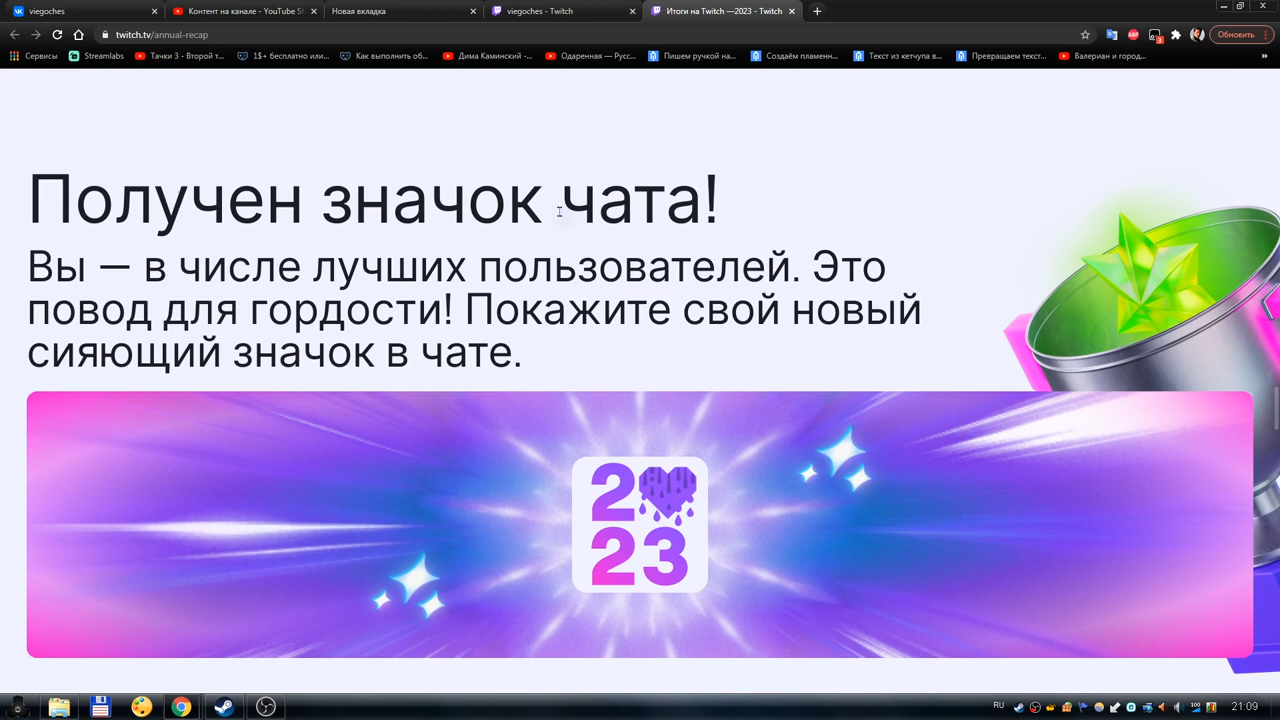 viegoches
Контент на канале - YouTube St
Новая вкладка
viegoches - Twitch
Итоги на Twitch —2023 - Twitch
twitch.tv/annual-recap
Обновить
Сервисы
Streamlabs
Тачки 3 - Второй т...
1$+ бесплатно или...
Как выполнить об...
Дима Каминский -...
Одаренная — Русс...
Пишем ручкой на...
Создаём пламенн...
Текст из кетчупа в...
Превращаем текст...
Валериан и город...
»
Получен значок чата!
Вы — в числе лучших пользователей. Это
повод для гордости! Покажите свой новый
сияющий значок в чате.
2
23
RU
100
21:09